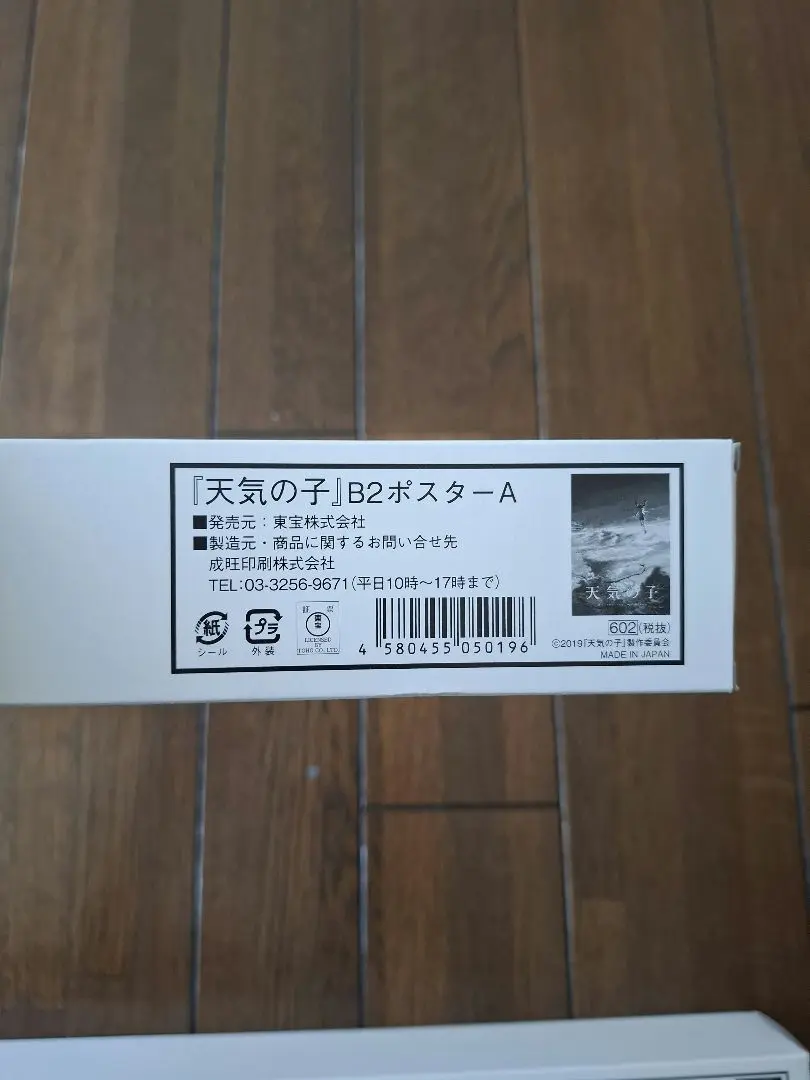 『天気の子』B2ポスターA
■発売元：東宝株式会社
■製造元・商品に関するお問い合せ先
成旺印刷株式会社
TEL:03-3256-9671(平日10時～17時まで)
天気の子
紙
シール
プラ
外装
証 票
東宝
LICENSED
BY
TOHO CO.,LTD.
4 580455 050196
602(税抜)
©2019『天気の子』製作委員会
MADE IN JAPAN